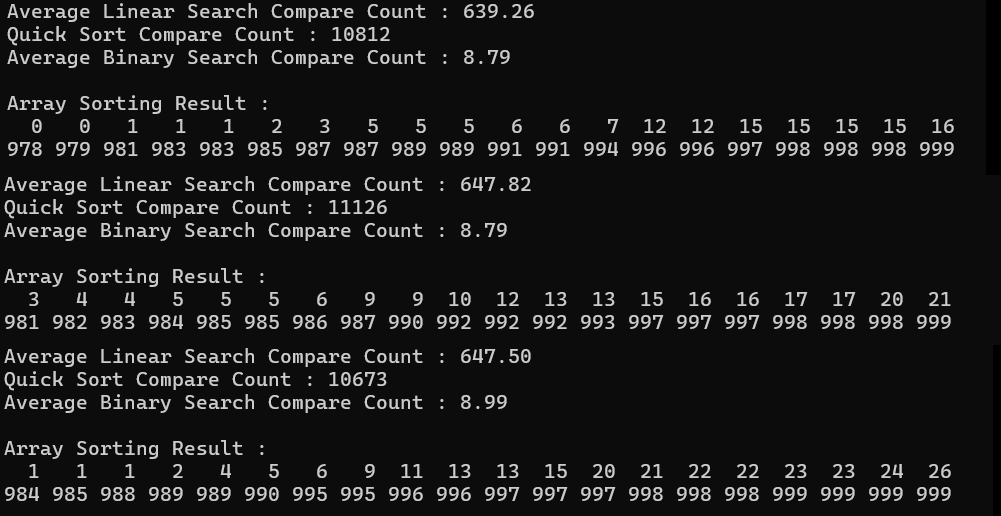 Average Linear Search Compare Count : 639.26
Quick Sort Compare Count : 10812
Average Binary Search Compare Count : 8.79
Array Sorting Result :
0 0 1 1 1 2 3 5 5 5 6 6 7 12 12 15 15 15 15 16
978 979 981 983 983 985 987 987 989 989 991 991 994 996 996 997 998 998 998 999
Average Linear Search Compare Count : 647.82
Quick Sort Compare Count : 11126
Average Binary Search Compare Count : 8.79
Array Sorting Result :
3 4 4 5 5 5 6 9 9 10 12 13 13 15 16 16 17 17 20 21
981 982 983 984 985 985 986 987 990 992 992 992 993 997 997 997 998 998 998 999
Average Linear Search Compare Count : 647.50
Quick Sort Compare Count : 10673
Average Binary Search Compare Count : 8.99
Array Sorting Result :
1 1 1 2 4 5 6 9 11 13 13 15 20 21 22 22 23 23 24 26
984 985 988 989 989 990 995 995 996 996 997 997 997 998 998 998 999 999 999 999